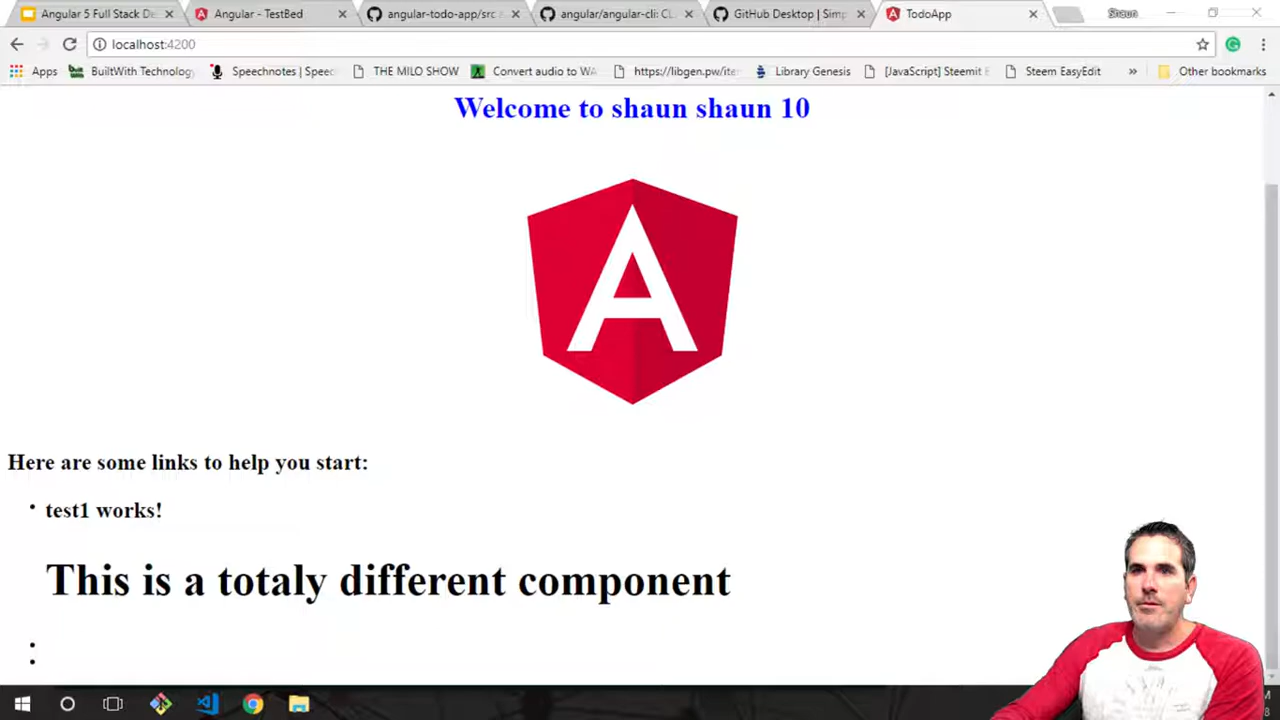 Angular 5 Full Stack De
Angular - TestBed
angular-todo-app/src
angular/angular-cli: CL
GitHub Desktop | Simp
TodoApp
Shaun
localhost:4200
Apps
BuiltWith Technology
Speechnotes | Speec
THE MILO SHOW
Convert audio to WA
https://libgen.pw/ite
Library Genesis
[JavaScript] Steemit E
Steem EasyEdit
»
Other bookmarks
Welcome to shaun shaun 10
A
Here are some links to help you start:
• test1 works!
This is a totaly different component
•
•